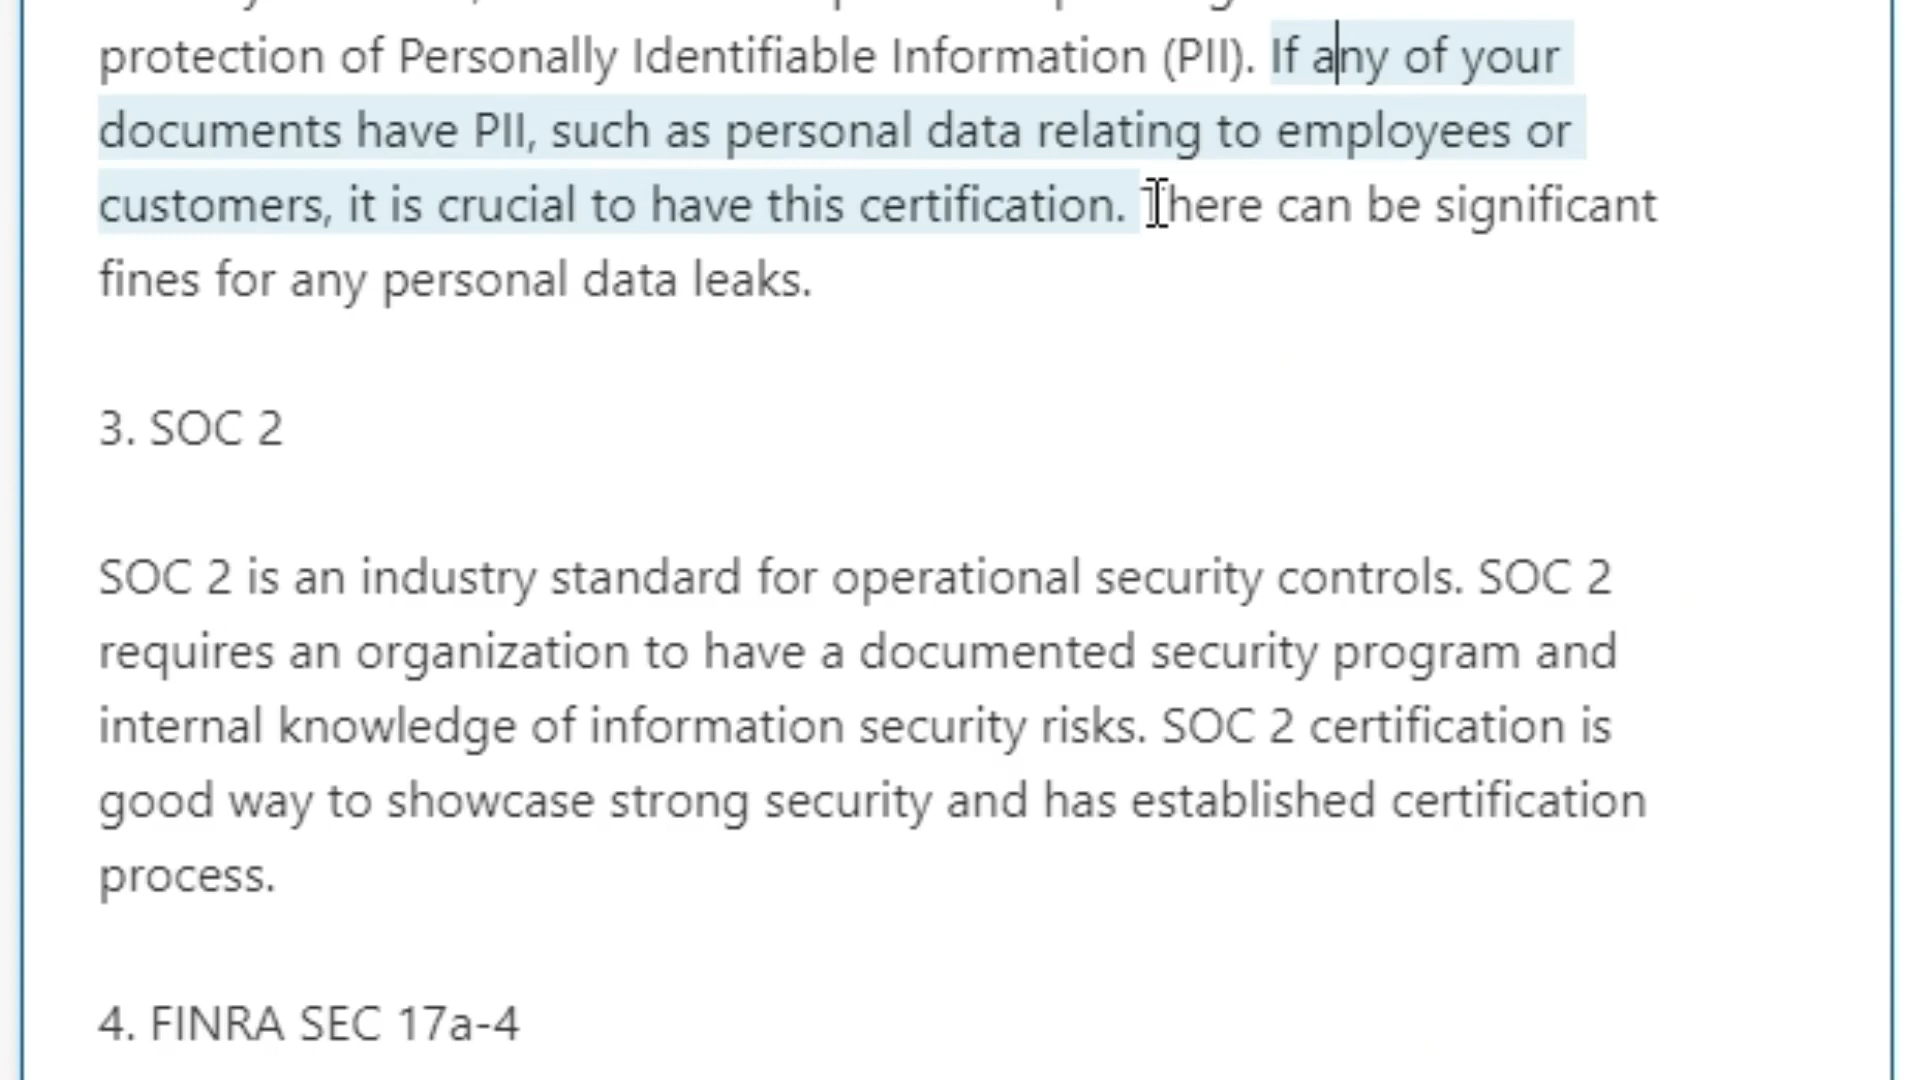 protection of Personally Identifiable Information (PII). If any of your
documents have PII, such as personal data relating to employees or
customers, it is crucial to have this certification. There can be significant
fines for any personal data leaks.
3. SOC 2
SOC 2 is an industry standard for operational security controls. SOC 2
requires an organization to have a documented security program and
internal knowledge of information security risks. SOC 2 certification is
good way to showcase strong security and has established certification
process.
4. FINRA SEC 17a-4